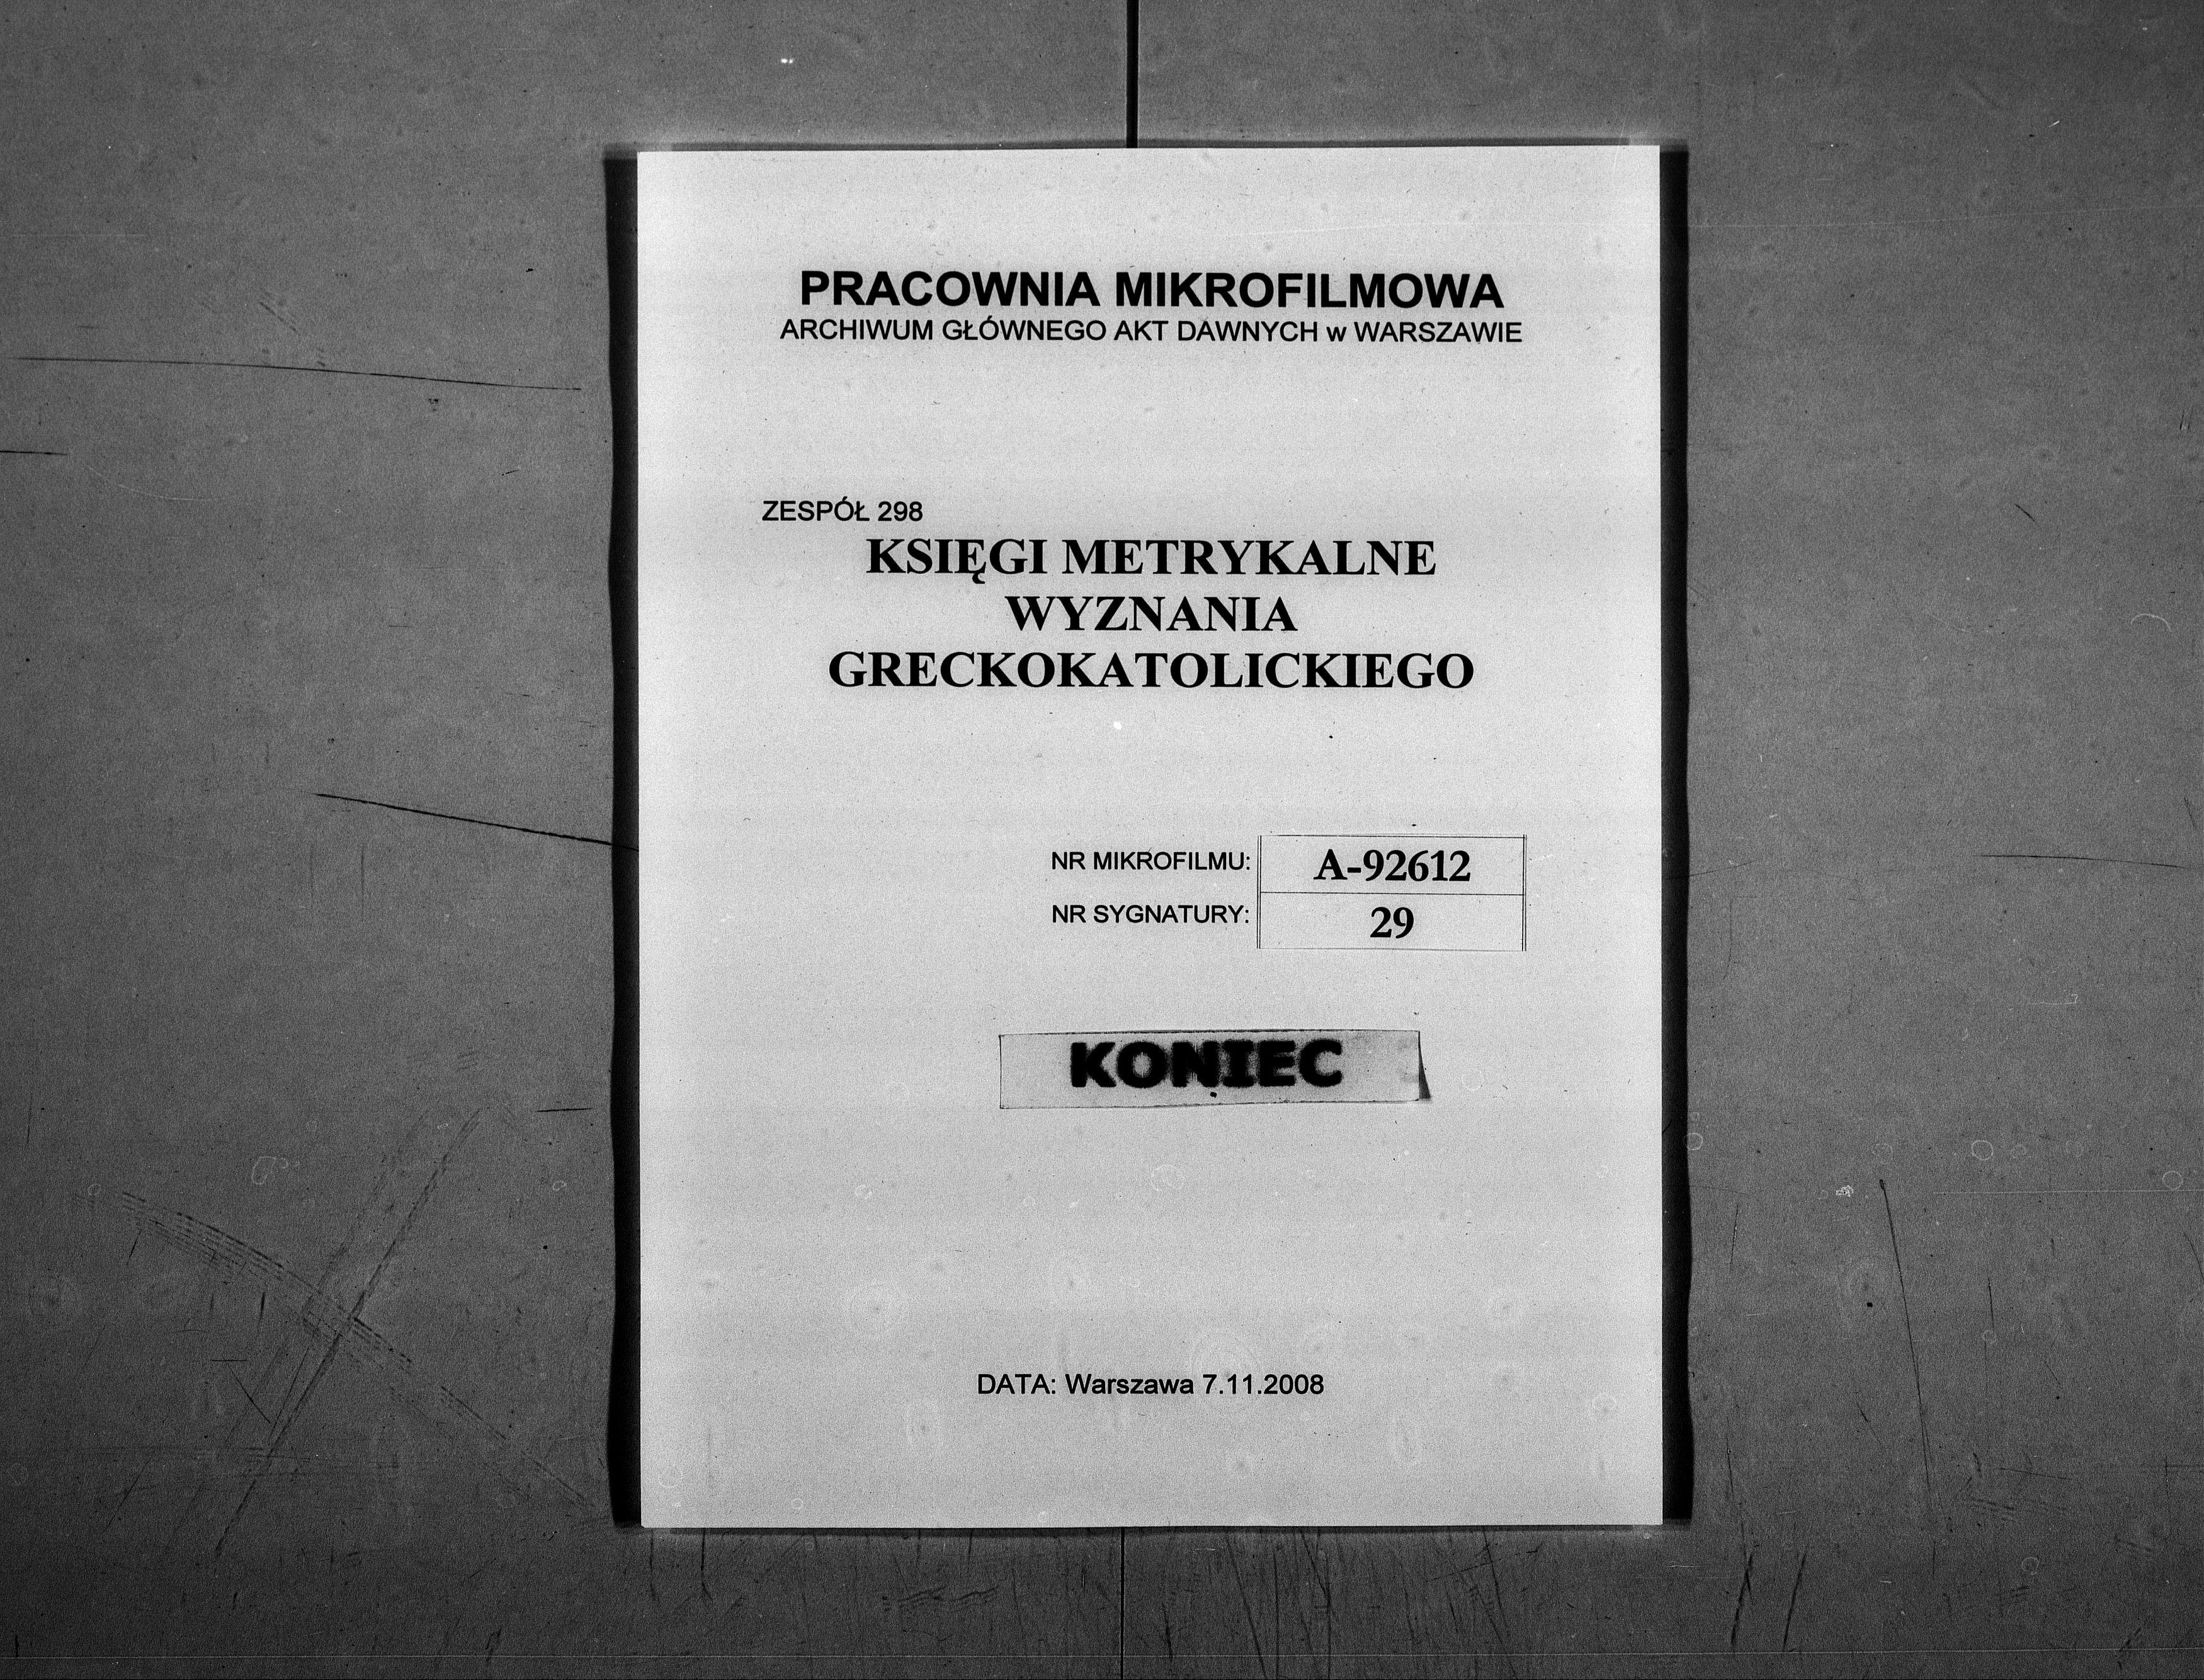 PRACOWNIA MIKROFILMOWA
ARCHIWUM GŁÓWNEGO AKT DAWNYCH w WARSZAWIE
ZESPÓŁ 298
KSIĘGI METRYKALNE
WYZNANIA
GRECKOKATOLICKIEGO
NR MIKROFILMU: A-92612
NR SYGNATURY: 29
KONIEC
DATA: Warszawa 7.11.2008